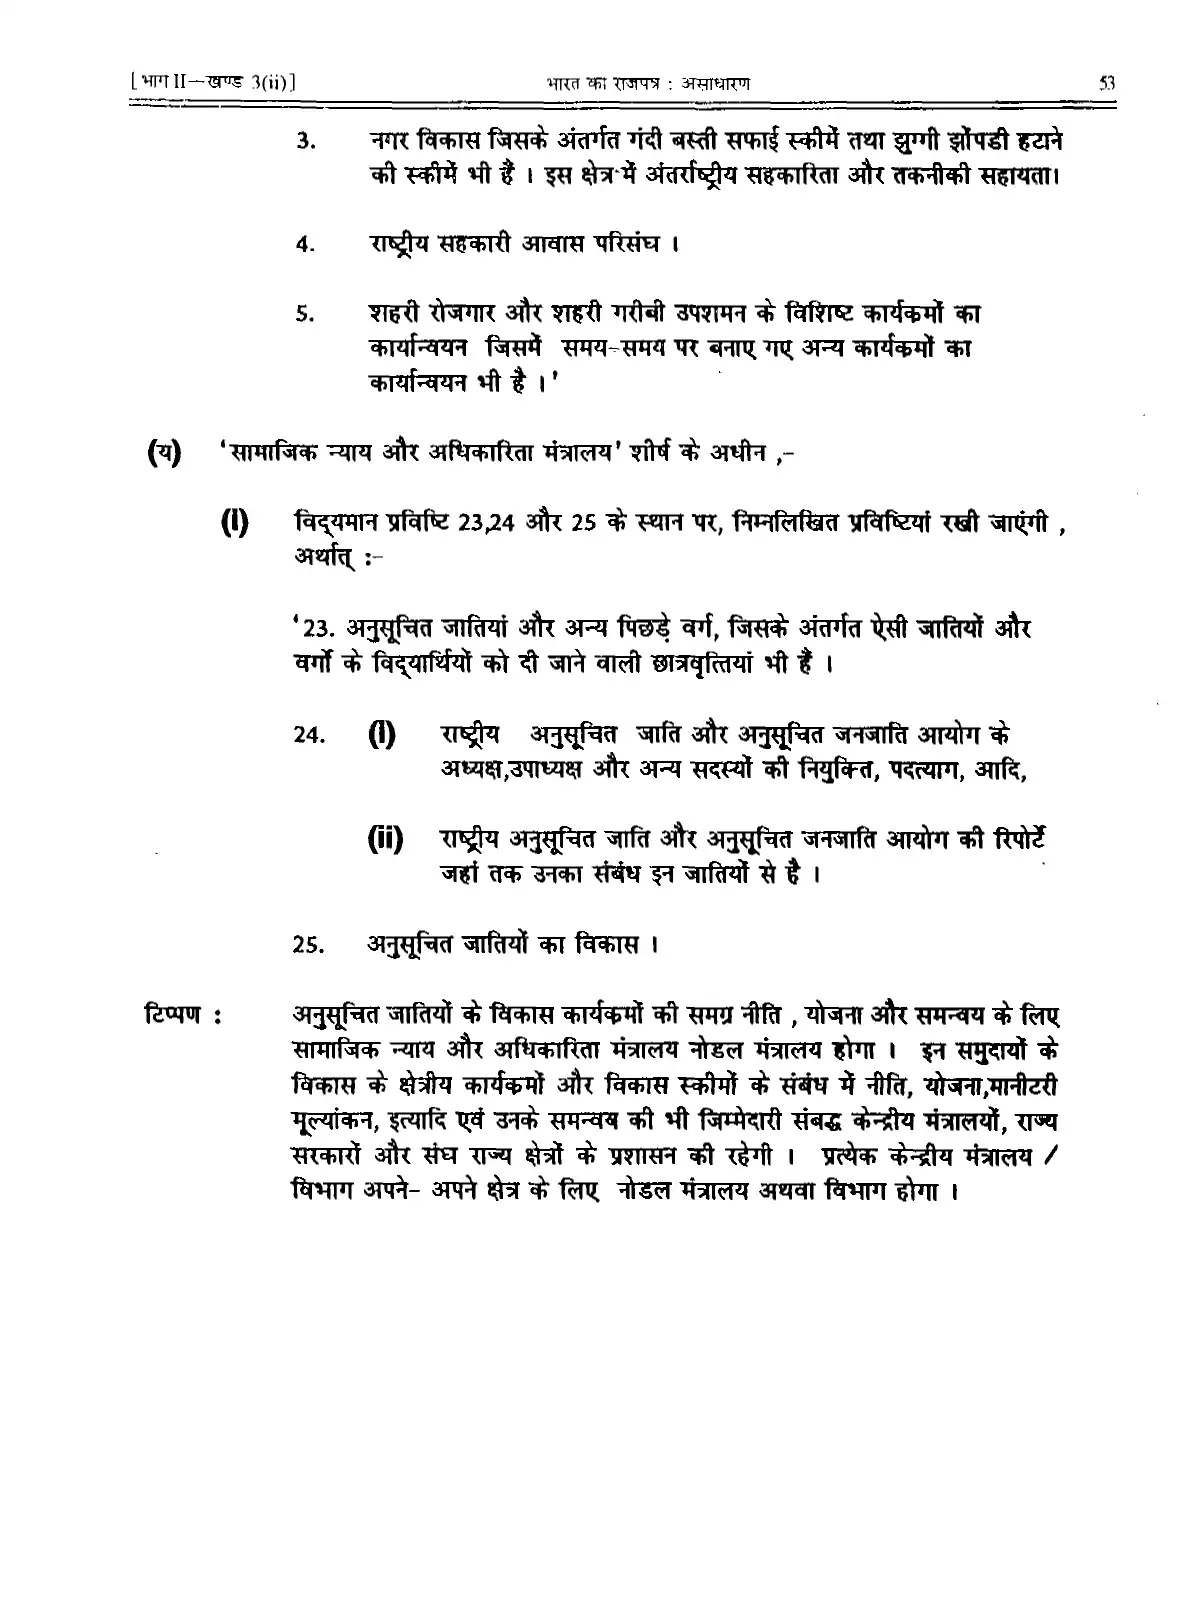 [ भाग II—खण्ड 3(ii)]
भारत का राजपत्र : असाधारण
53
3. नगर विकास जिसके अंतर्गत गंदी बस्ती सफाई स्कीमें तथा झुग्गी झोंपडी हटाने
की स्कीमें भी हैं । इस क्षेत्र में अंतर्राष्ट्रीय सहकारिता और तकनीकी सहायता।
4. राष्ट्रीय सहकारी आवास परिसंघ ।
5. शहरी रोजगार और शहरी गरीबी उपशमन के विशिष्ट कार्यकमों का
कार्यान्वयन जिसमें समय-समय पर बनाए गए अन्य कार्यकमों का
कार्यान्वयन भी है ।'
(य) 'सामाजिक न्याय और अधिकारिता मंत्रालय' शीर्ष के अधीन ,-
(i) विद्यमान प्रविष्टि 23,24 और 25 के स्थान पर, निम्नलिखित प्रविष्टियां रखी जाएंगी ,
अर्थात् :-
'23. अनुसूचित जातियां और अन्य पिछड़े वर्ग, जिसके अंतर्गत ऐसी जातियों और
वर्गो के विद्यार्थियों को दी जाने वाली छात्रवृत्तियां भी हैं ।
24. (i) राष्ट्रीय अनुसूचित जाति और अनुसूचित जनजाति आयोग के
अध्यक्ष,उपाध्यक्ष और अन्य सदस्यों की नियुक्ति, पदत्याग, आदि,
(ii) राष्ट्रीय अनुसूचित जाति और अनुसूचित जनजाति आयोग की रिपोर्टें
जहां तक उनका संबंध इन जातियों से है ।
25. अनुसूचित जातियों का विकास ।
टिप्पण : अनुसूचित जातियों के विकास कार्यकमों की समग्र नीति , योजना और समन्वय के लिए
सामाजिक न्याय और अधिकारिता मंत्रालय नोडल मंत्रालय होगा । इन समुदायों के
विकास के क्षेत्रीय कार्यकमों और विकास स्कीमों के संबंध में नीति, योजना,मानीटरी
मूल्यांकन, इत्यादि एवं उनके समन्वय की भी जिम्मेदारी संबद्ध केन्द्रीय मंत्रालयों, राज्य
सरकारों और संघ राज्य क्षेत्रों के प्रशासन की रहेगी । प्रत्येक केन्द्रीय मंत्रालय /
विभाग अपने- अपने क्षेत्र के लिए नोडल मंत्रालय अथवा विभाग होगा ।